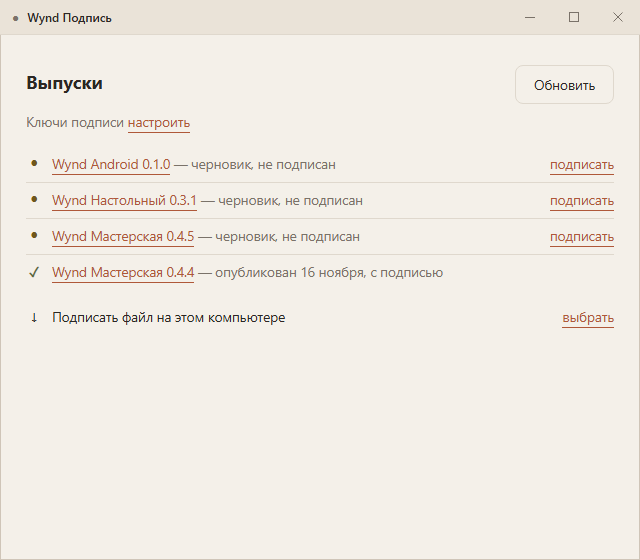 Wynd Подпись
Выпуски
Обновить
Ключи подписи настроить
Wynd Android 0.1.0 — черновик, не подписан подписать
Wynd Настольный 0.3.1 — черновик, не подписан подписать
Wynd Мастерская 0.4.5 — черновик, не подписан подписать
Wynd Мастерская 0.4.4 — опубликован 16 ноября, с подписью
Подписать файл на этом компьютере выбрать